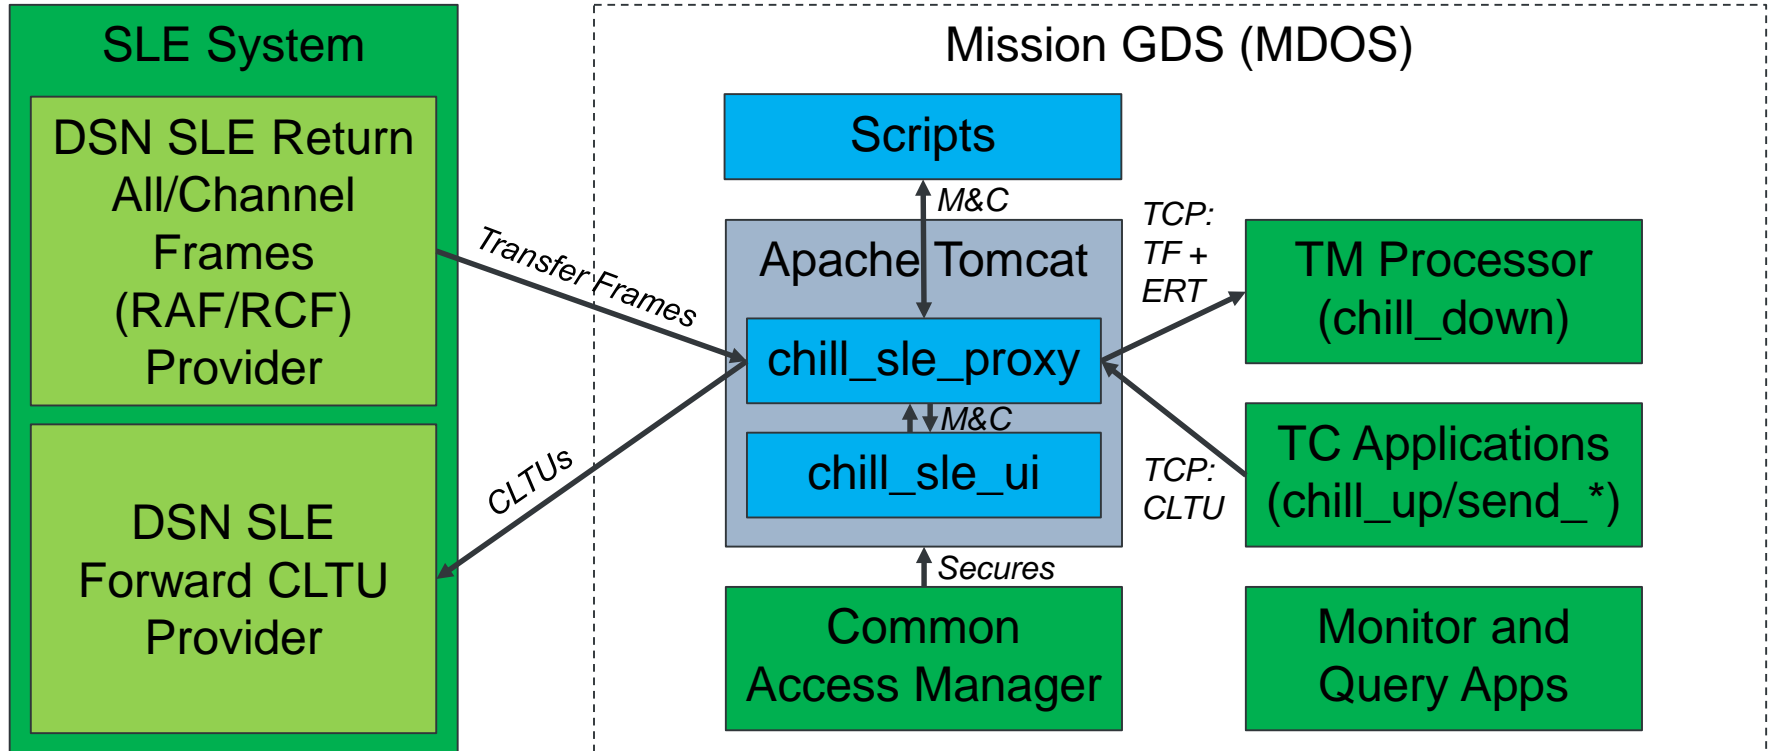 SLE System
DSN SLE Return
All/Channel
Frames
(RAF/RCF)
Provider
DSN SLE
Forward CLTU
Provider
Transfer Frames
CLTUs
Mission GDS (MDOS)
Scripts
M&C
Apache Tomcat
chill_sle_proxy
M&C
chill_sle_ui
Secures
Common
Access Manager
TCP:
TF +
ERT
TCP:
CLTU
TM Processor
(chill_down)
TC Applications
(chill_up/send_*)
Monitor and
Query Apps